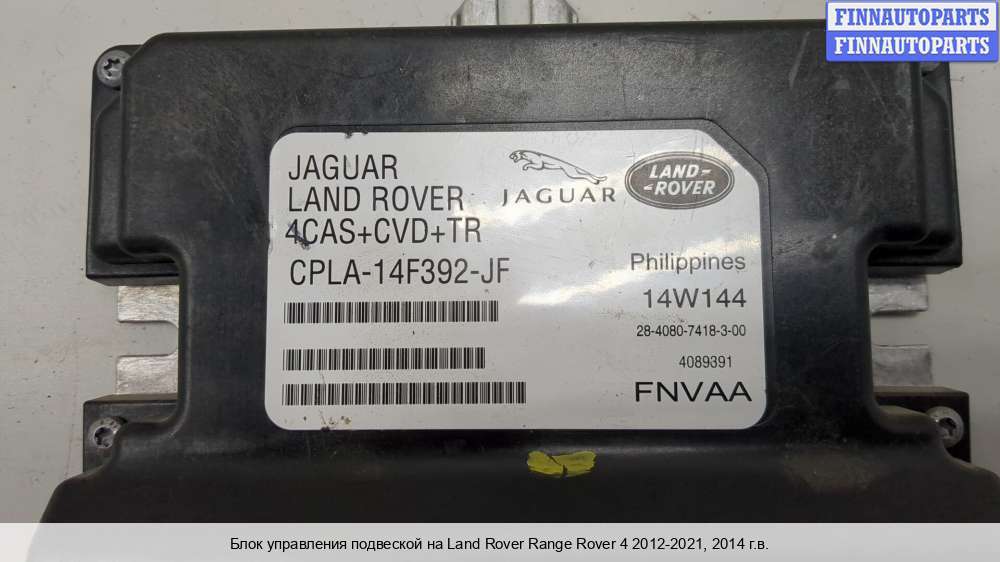 FINNAUTOPARTS
FINNAUTOPARTS
JAGUAR
LAND ROVER
4CAS+CVD+TR
CPLA-14F392-JF
JAGUAR
LAND-
-ROVER
Philippines
14W144
28-4080-7418-3-00
4089391
FNVAA
Блок управления подвеской на Land Rover Range Rover 4 2012-2021, 2014 г.в.